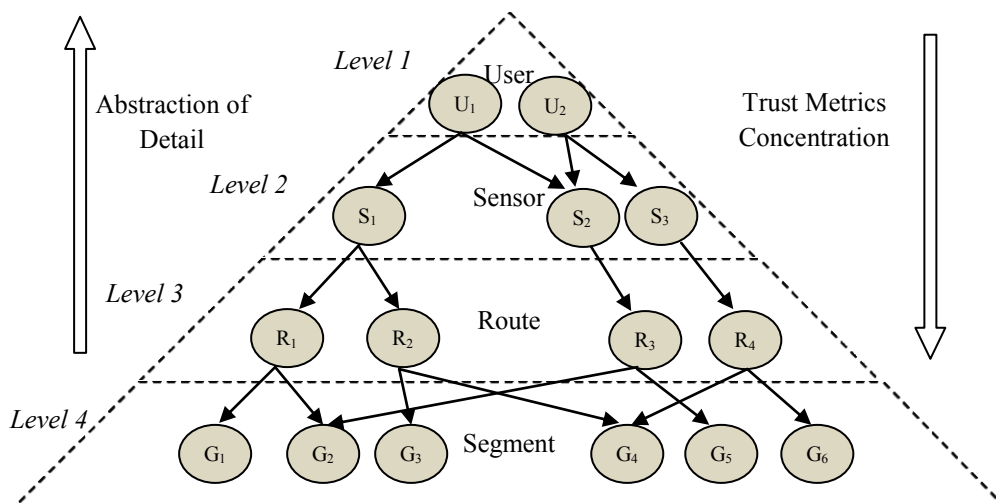 Level 1
User
U₁
U₂
Abstraction of
Detail
Trust Metrics
Concentration
Level 2
Sensor
S₁
S₂
S₃
Level 3
Route
R₁
R₂
R₃
R₄
Level 4
Segment
G₁
G₂
G₃
G₄
G₅
G₆